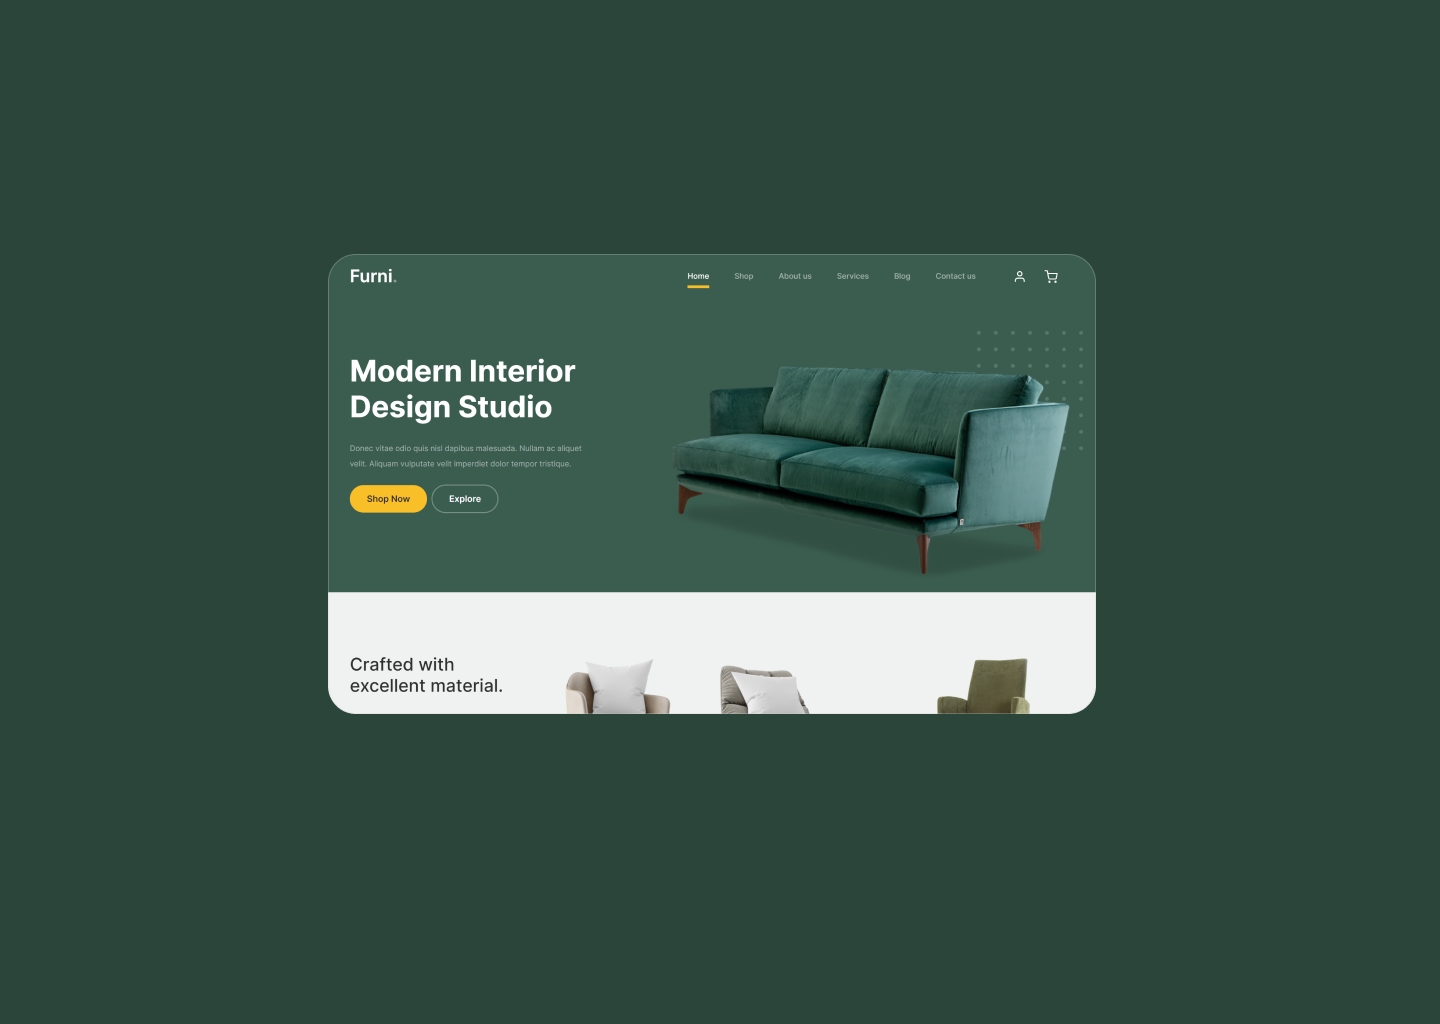 Furni.
Home Shop About us Services Blog Contact us
Modern Interior
Design Studio
Donec vitae odio quis nisl dapibus malesuada. Nullam ac aliquet
velit. Aliquam vulputate velit imperdiet dolor tempor tristique.
Shop Now Explore
Crafted with
excellent material.